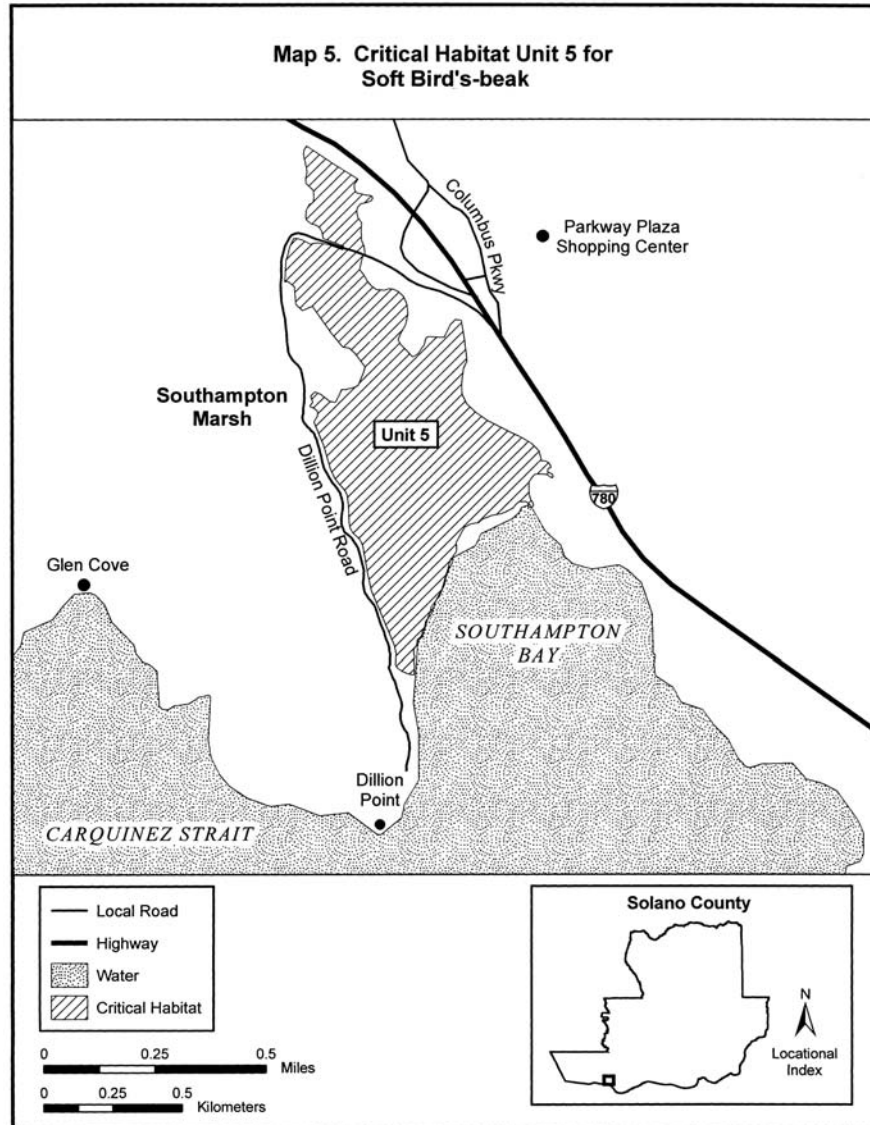 Map 5. Critical Habitat Unit 5 for
Soft Bird's-beak
Columbus Pkwy
Parkway Plaza
Shopping Center
Southampton
Marsh
Unit 5
Dillion Point Road
780
Glen Cove
SOUTHAMPTON
BAY
Dillion
Point
CARQUINEZ STRAIT
Local Road
Highway
Water
Critical Habitat
0 0.25 0.5
Miles
0 0.25 0.5
Kilometers
Solano County
N
Locational
Index